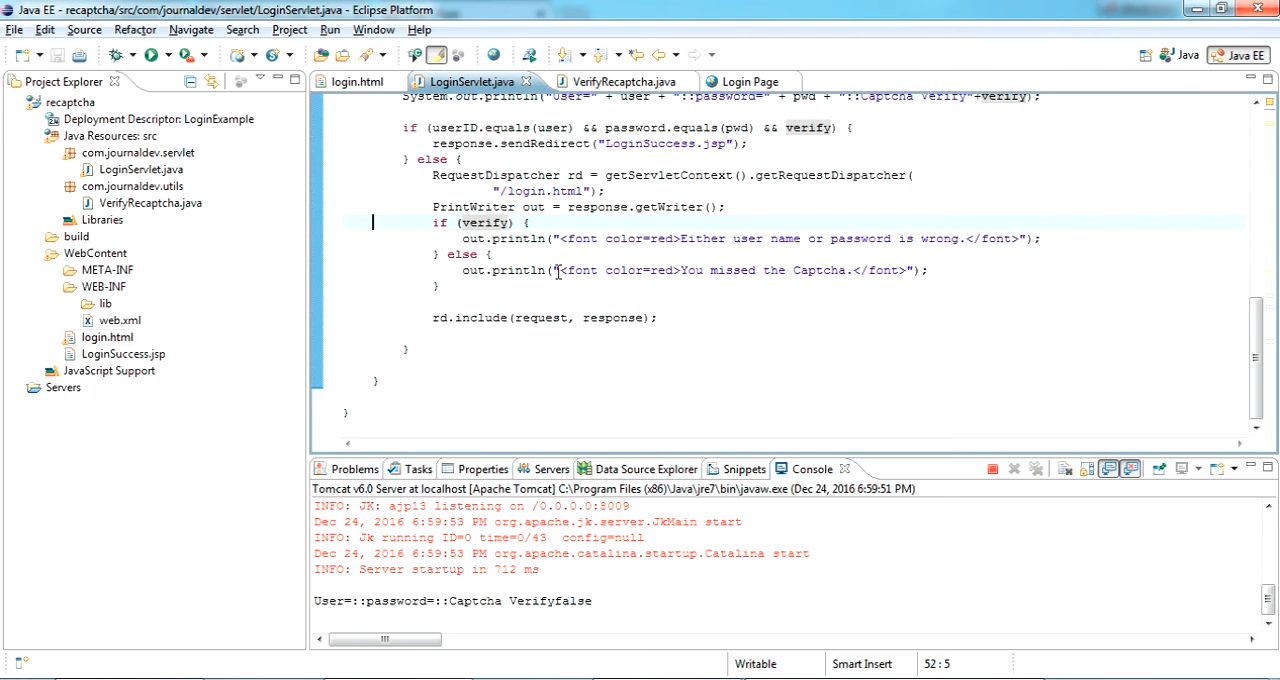 Java EE - recaptcha/src/com/journaldev/servlet/LoginServlet.java - Eclipse Platform
File Edit Source Refactor Navigate Search Project Run Window Help
Java Java EE
Project Explorer
login.html LoginServlet.java VerifyRecaptcha.java Login Page
recaptcha
Deployment Descriptor: LoginExample
Java Resources: src
com.journaldev.servlet
LoginServlet.java
com.journaldev.utils
VerifyRecaptcha.java
Libraries
build
WebContent
META-INF
WEB-INF
lib
web.xml
login.html
LoginSuccess.jsp
JavaScript Support
Servers
System.out.println("User=" + user + "::password=" + pwd + "::Captcha Verify"+verify);
if (userID.equals(user) && password.equals(pwd) && verify) {
response.sendRedirect("LoginSuccess.jsp");
} else {
RequestDispatcher rd = getServletContext().getRequestDispatcher(
"/login.html");
PrintWriter out = response.getWriter();
if (verify) {
out.println("<font color=red>Either user name or password is wrong.</font>");
} else {
out.println("<font color=red>You missed the Captcha.</font>");
}
rd.include(request, response);
}
}
}
Problems Tasks Properties Servers Data Source Explorer Snippets Console
Tomcat v6.0 Server at localhost [Apache Tomcat] C:\Program Files (x86)\Java\jre7\bin\javaw.exe (Dec 24, 2016 6:59:51 PM)
INFO: JK: ajp13 listening on /0.0.0.0:8009
Dec 24, 2016 6:59:53 PM org.apache.jk.server.JkMain start
INFO: Jk running ID=0 time=0/43  config=null
Dec 24, 2016 6:59:53 PM org.apache.catalina.startup.Catalina start
INFO: Server startup in 712 ms
User=::password=::Captcha Verifyfalse
Writable Smart Insert 52 : 5